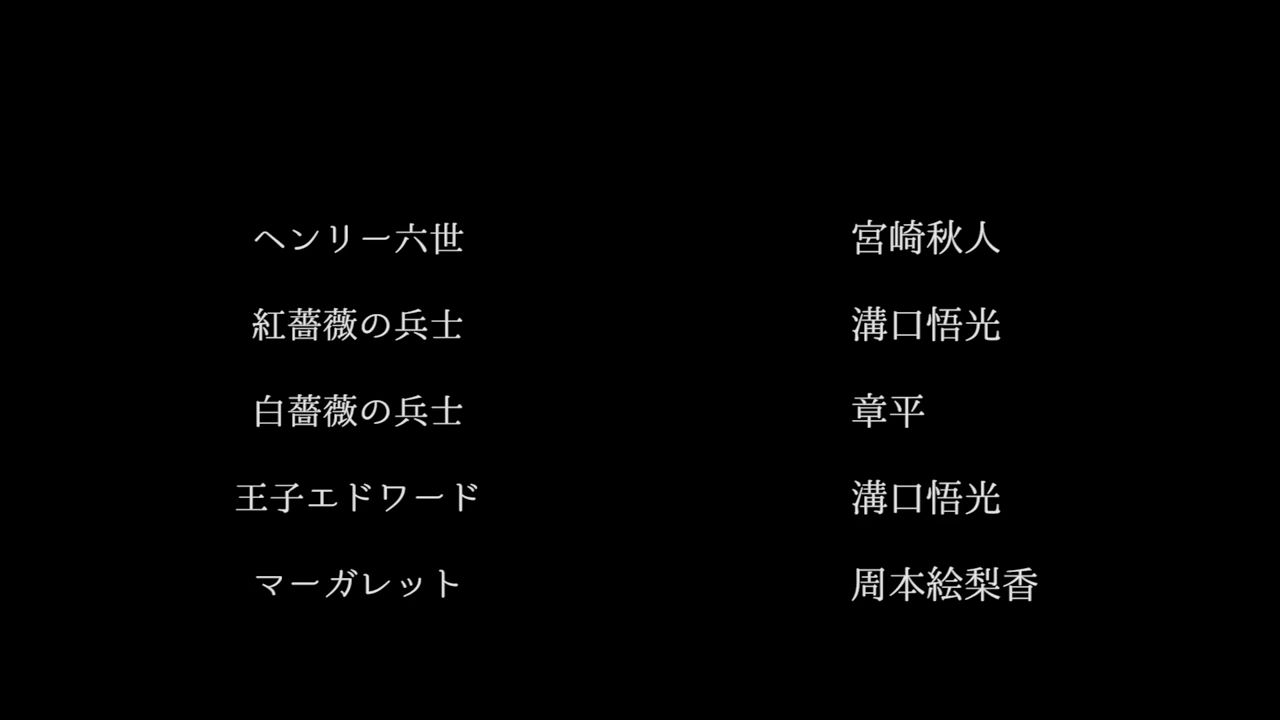 ヘンリー六世 宮崎秋人
紅薔薇の兵士 溝口悟光
白薔薇の兵士 章平
王子エドワード 溝口悟光
マーガレット 周本絵梨香